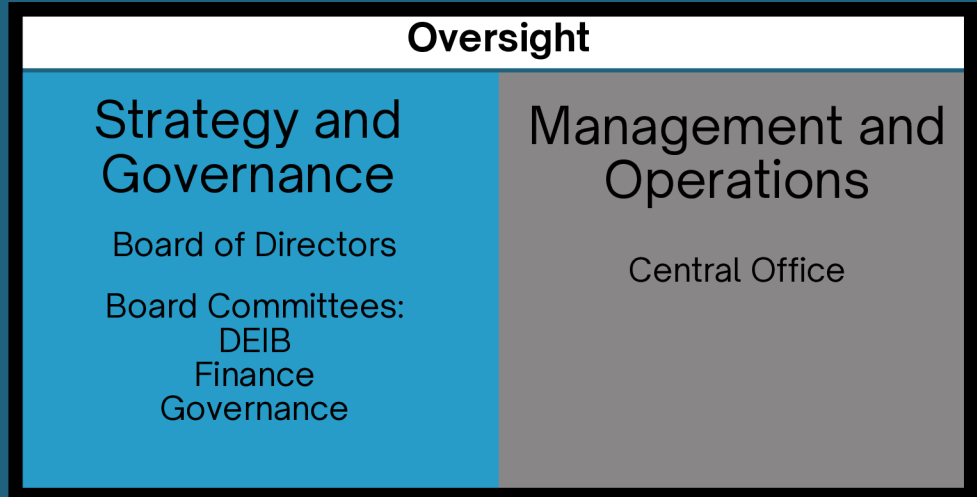 Oversight
Strategy and
Governance
Board of Directors
Board Committees:
DEIB
Finance
Governance
Management and
Operations
Central Office